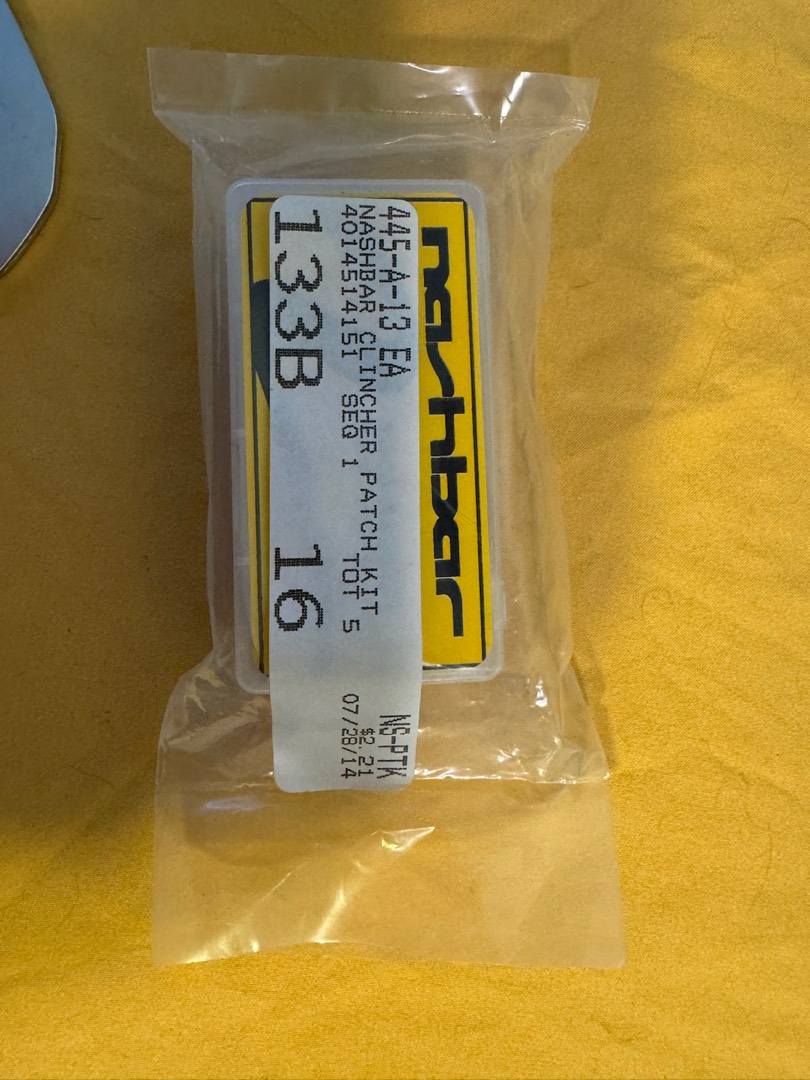 nashbar
445-A-13 EA NS-PTK
NASHBAR CLINCHER PATCH KIT $2.21
4014514151 SEQ 1 TOT 5 07/28/14
133B 16